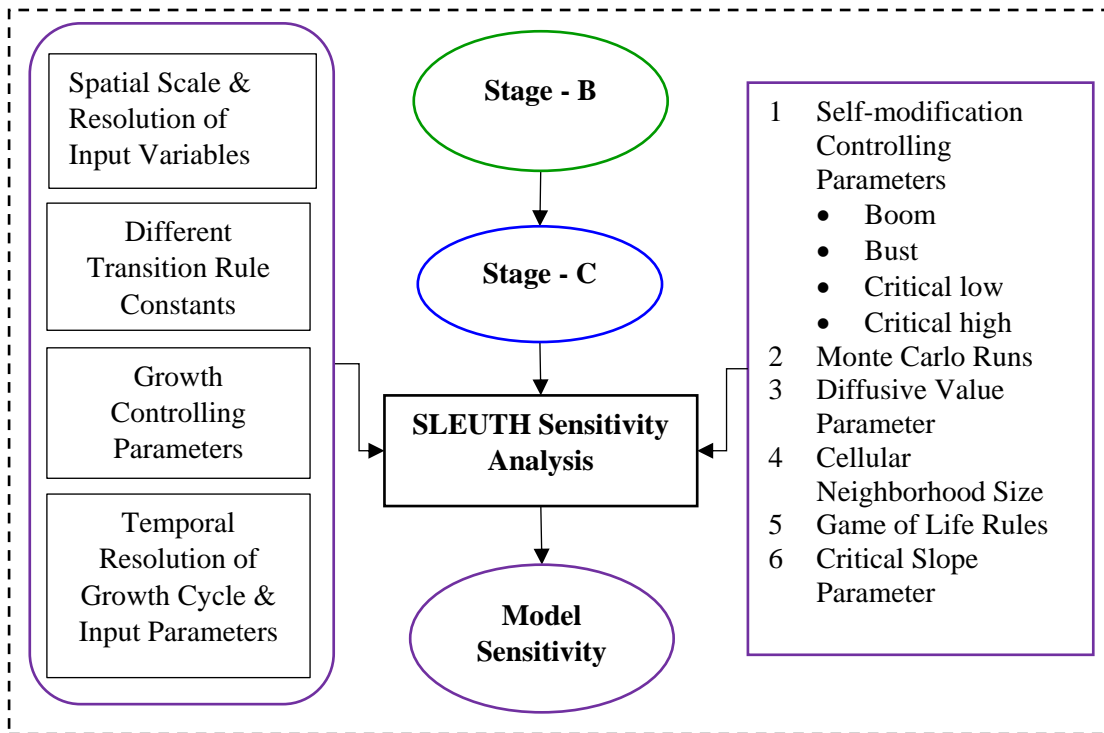 Spatial Scale &
Resolution of
Input Variables
Different
Transition Rule
Constants
Growth
Controlling
Parameters
Temporal
Resolution of
Growth Cycle &
Input Parameters
Stage - B
Stage - C
SLEUTH Sensitivity
Analysis
Model
Sensitivity
1 Self-modification
Controlling
Parameters
• Boom
• Bust
• Critical low
• Critical high
2 Monte Carlo Runs
3 Diffusive Value
Parameter
4 Cellular
Neighborhood Size
5 Game of Life Rules
6 Critical Slope
Parameter